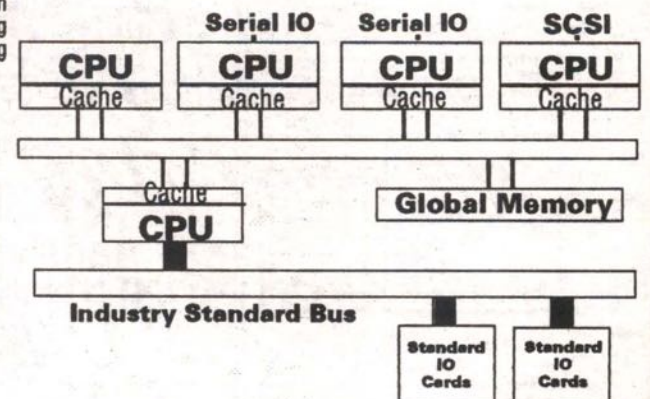 Serial IO Serial IO SCSI
CPU CPU CPU CPU
Cache Cache Cache Cache
Cache
Global Memory
CPU
Industry Standard Bus
Standard Standard
IO IO
Cards Cards